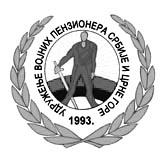 УДРУЖЕЊЕ ВОЈНИХ ПЕНЗИОНЕРА СРБИЈЕ И ЦРНЕ ГОРЕ
1993.